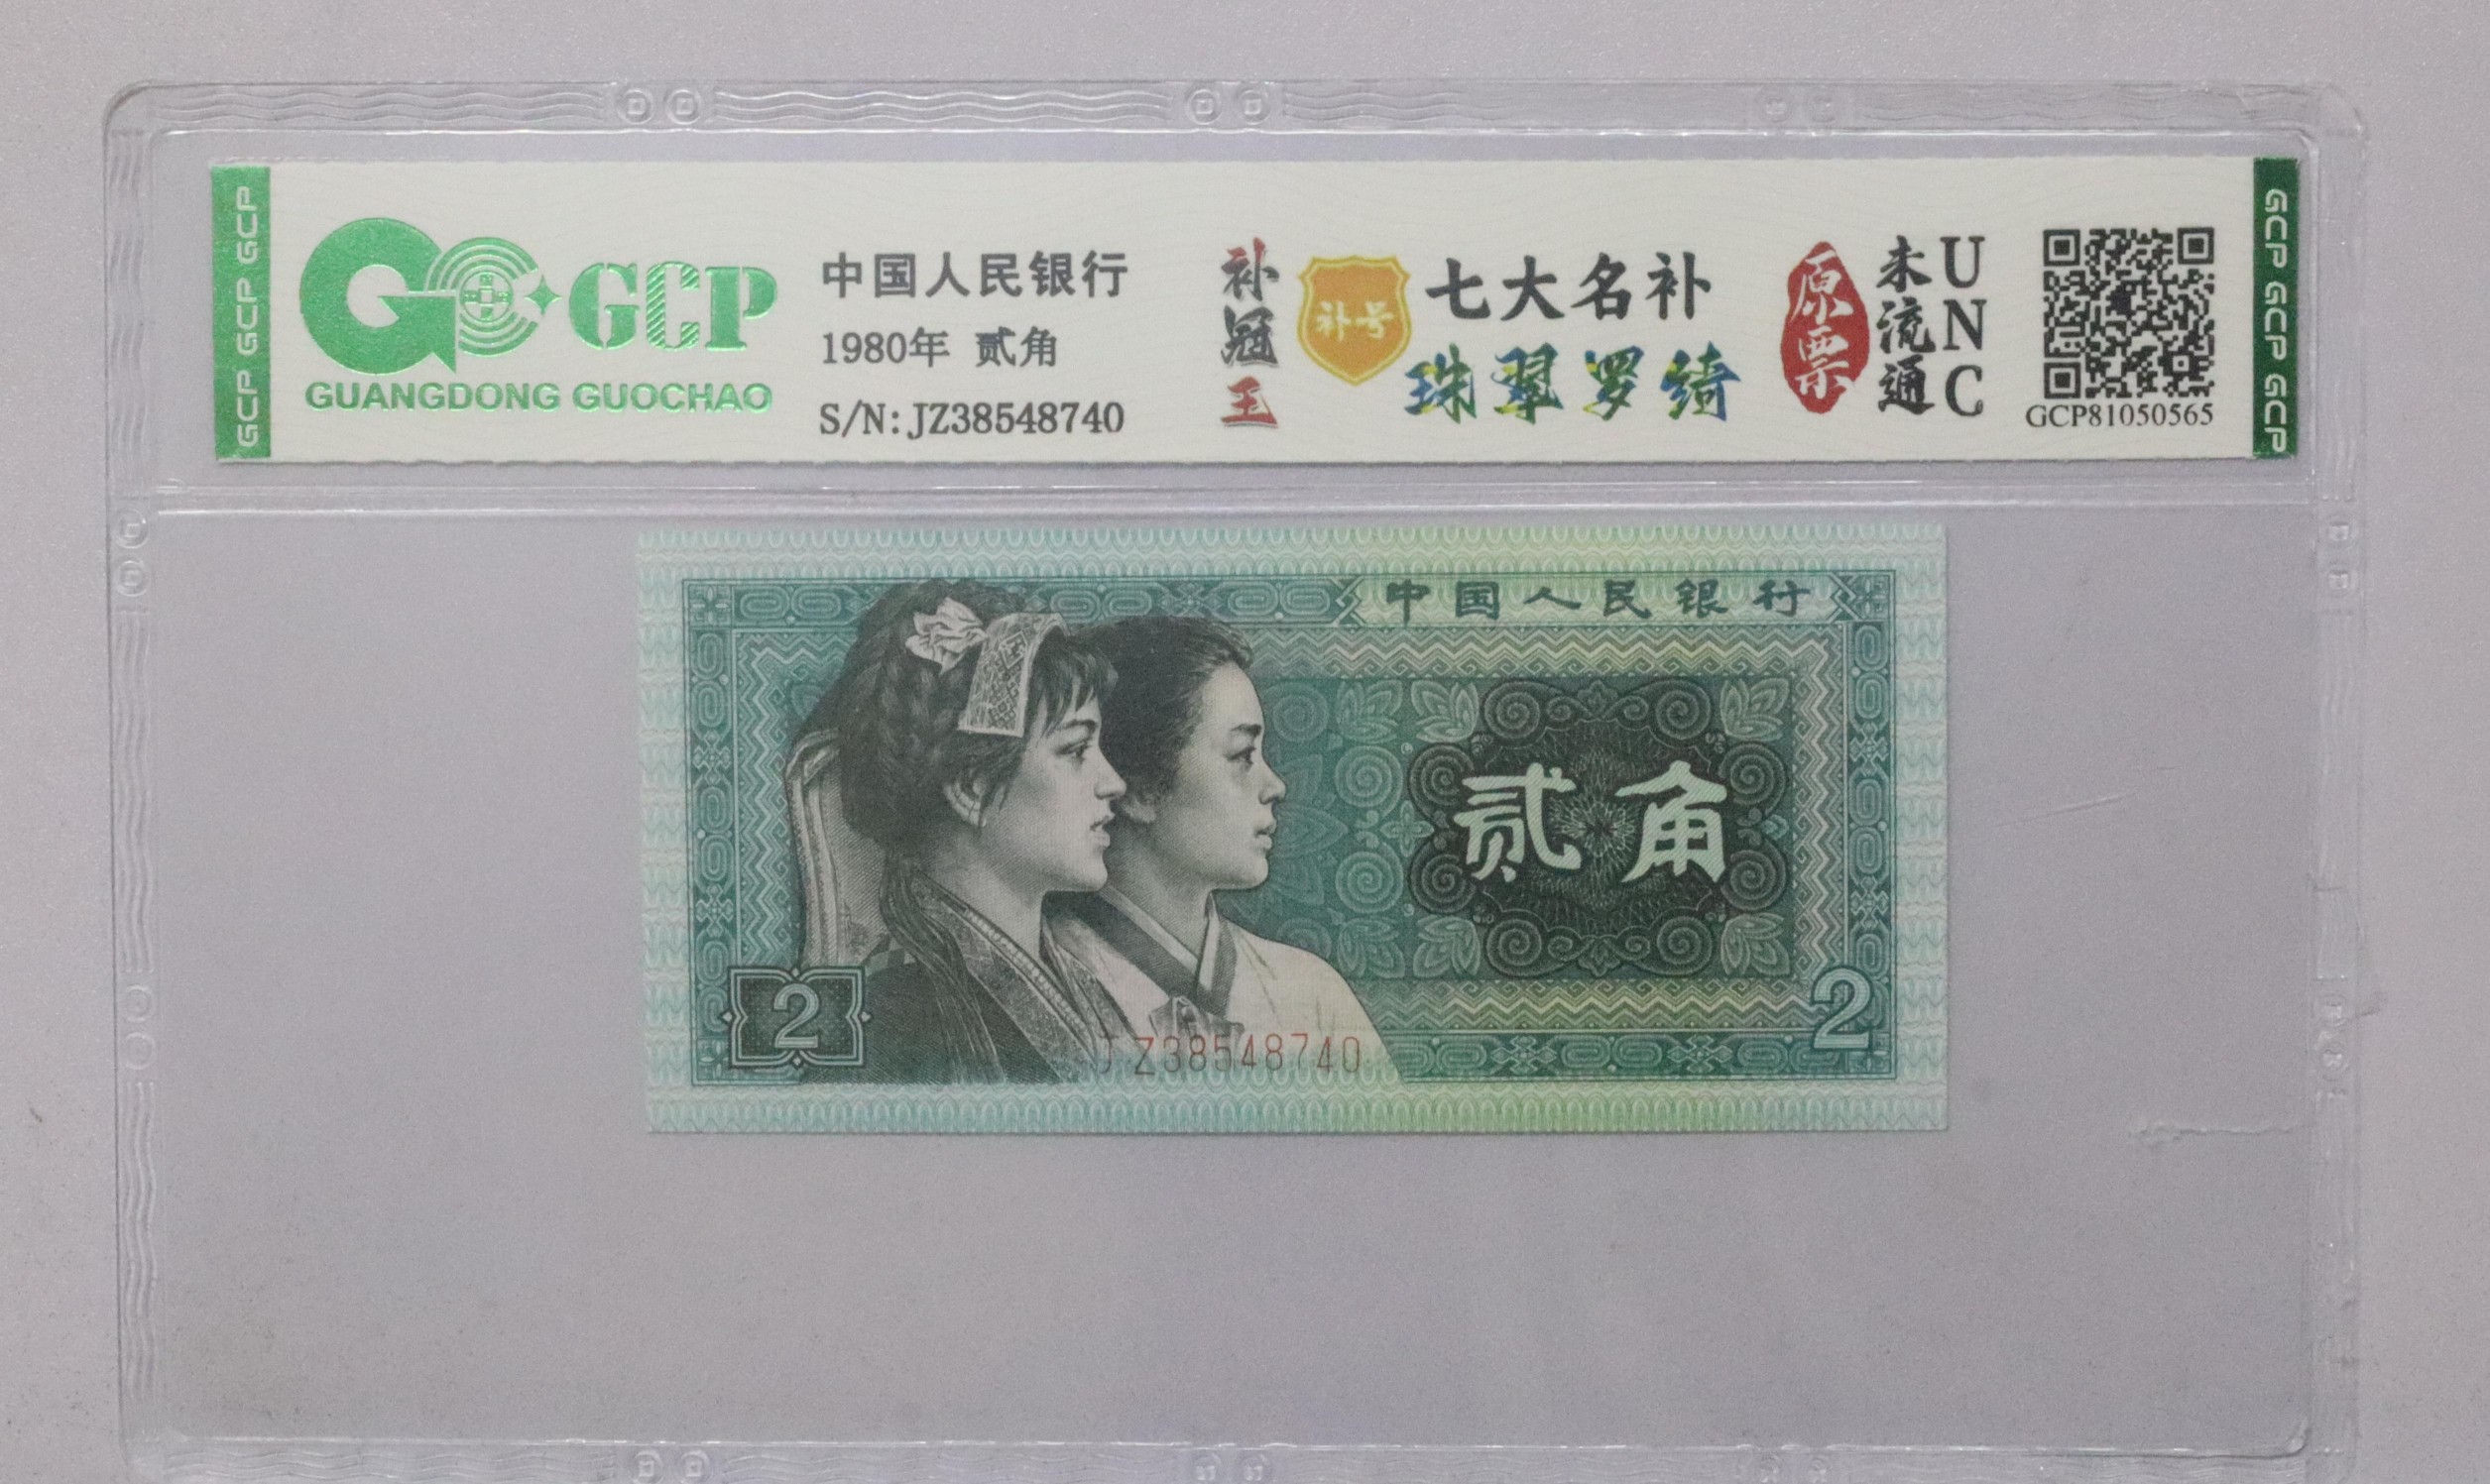 GCP GCP GCP
GCP
GUANGDONG GUOCHAO
中国人民银行
1980年 贰角
S/N: JZ38548740
补冠王
补号
七大名补
珠翠罗绮
原票
未流通
UNC
GCP81050565
GCP GCP GCP GCP
中国人民银行
贰角
2
2
JZ38548740